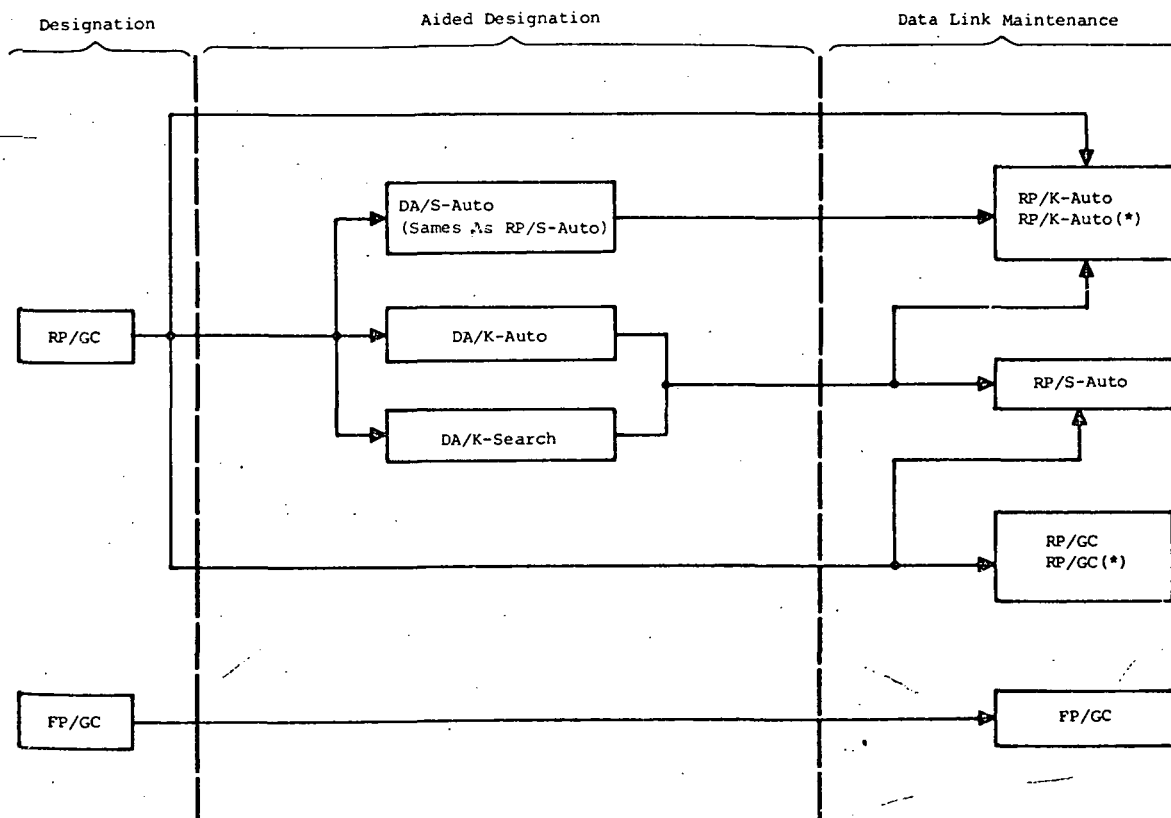 Designation
Aided Designation
Data Link Maintenance
DA/S-Auto
(Sames As RP/S-Auto)
RP/K-Auto
RP/K-Auto(*)
RP/GC
DA/K-Auto
RP/S-Auto
DA/K-Search
RP/GC
RP/GC(*)
FP/GC
FP/GC